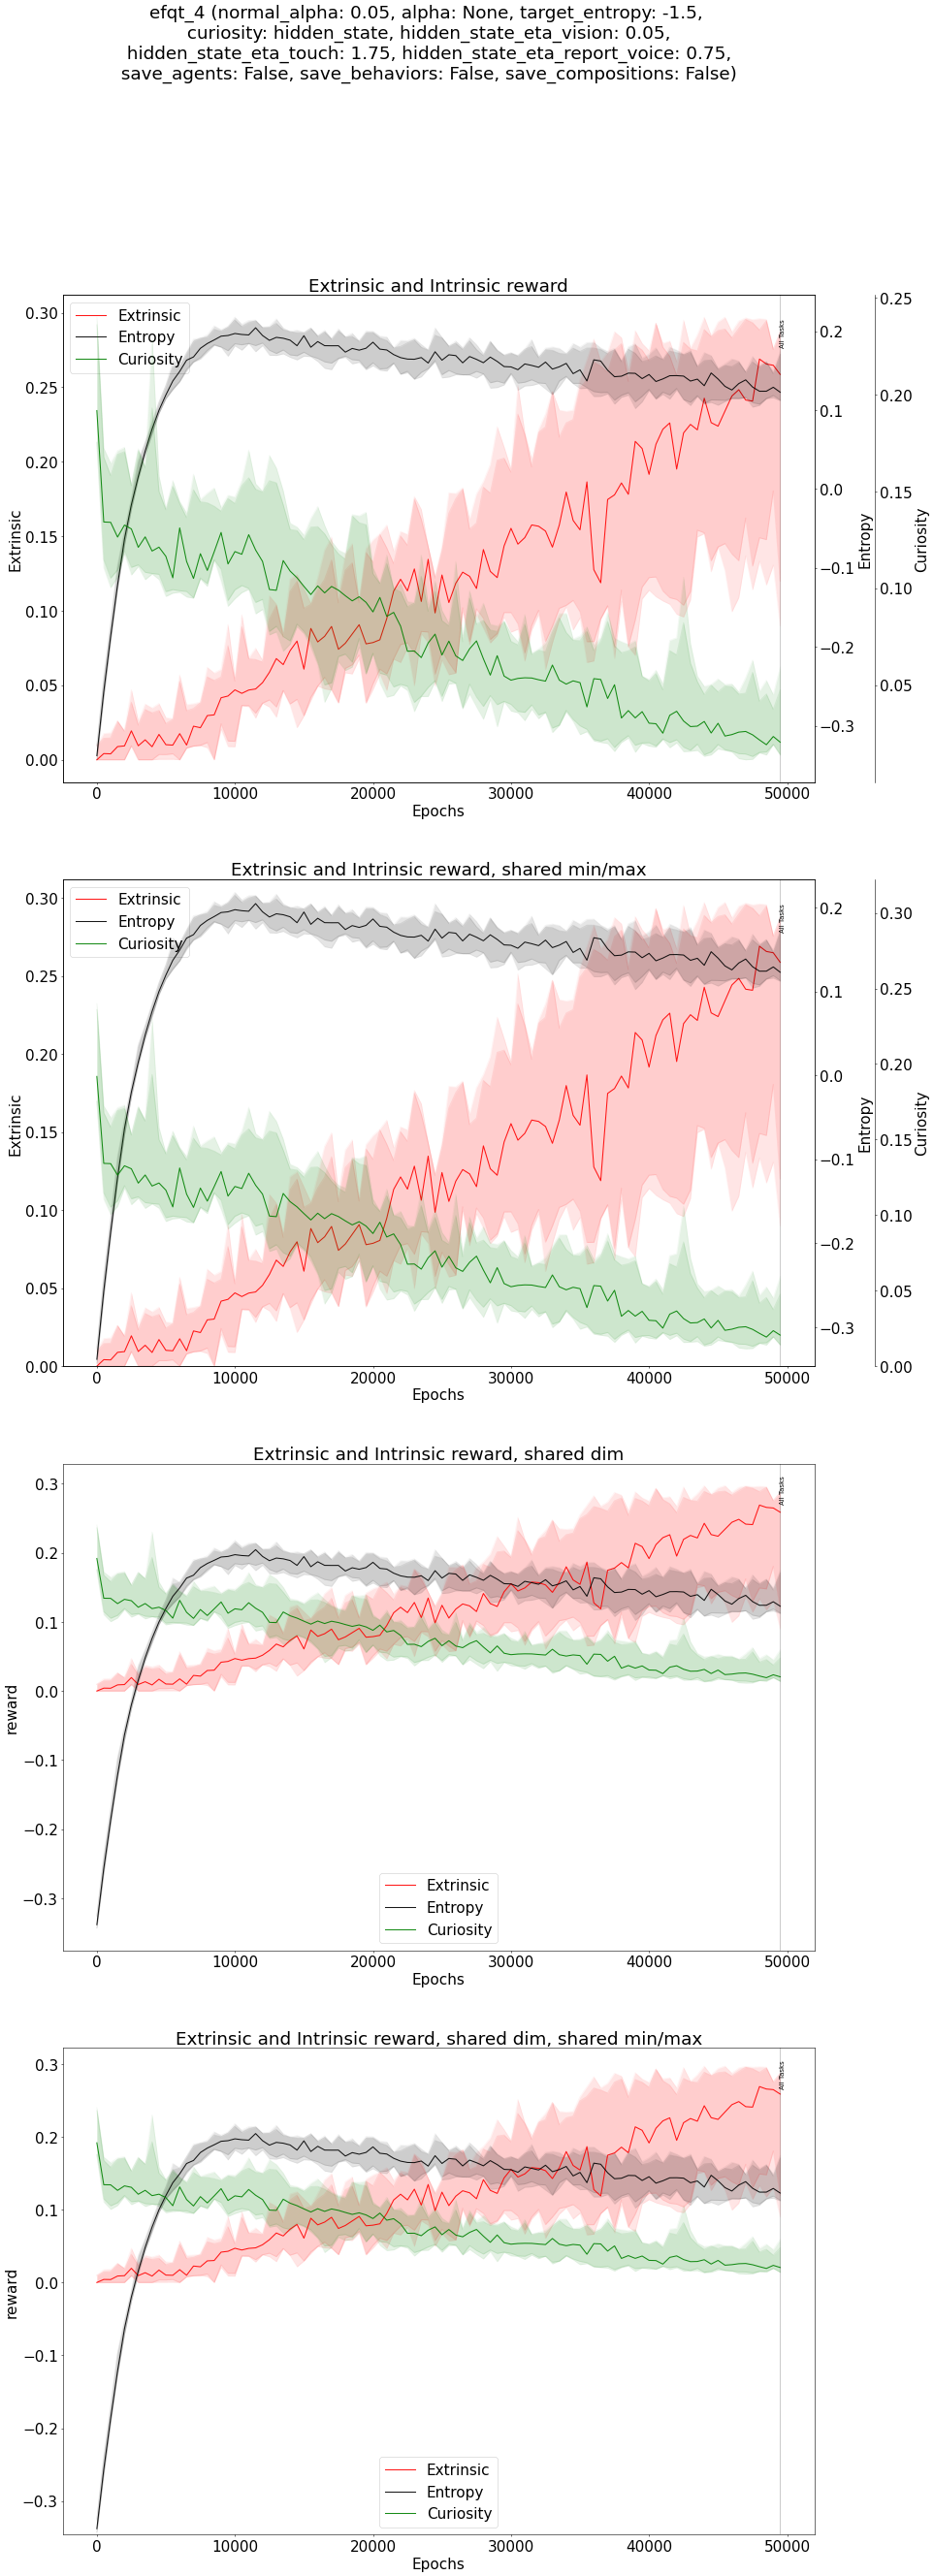 efqt_4 (normal_alpha: 0.05, alpha: None, target_entropy: -1.5,
curiosity: hidden_state, hidden_state_eta_vision: 0.05,
hidden_state_eta_touch: 1.75, hidden_state_eta_report_voice: 0.75,
save_agents: False, save_behaviors: False, save_compositions: False)
Extrinsic and Intrinsic reward
Extrinsic
Entropy
Curiosity
All Tasks
0.30
0.25
0.20
0.15
0.10
0.05
0.00
Extrinsic
0.2
0.1
0.0
−0.1
−0.2
−0.3
Entropy
0.25
0.20
0.15
0.10
0.05
Curiosity
0
10000
20000
30000
40000
50000
Epochs
Extrinsic and Intrinsic reward, shared min/max
Extrinsic
Entropy
Curiosity
All Tasks
0.30
0.25
0.20
0.15
0.10
0.05
0.00
Extrinsic
0.2
0.1
0.0
−0.1
−0.2
−0.3
Entropy
0.30
0.25
0.20
0.15
0.10
0.05
0.00
Curiosity
0
10000
20000
30000
40000
50000
Epochs
Extrinsic and Intrinsic reward, shared dim
All Tasks
0.3
0.2
0.1
0.0
−0.1
−0.2
−0.3
reward
Extrinsic
Entropy
Curiosity
0
10000
20000
30000
40000
50000
Epochs
Extrinsic and Intrinsic reward, shared dim, shared min/max
All Tasks
0.3
0.2
0.1
0.0
−0.1
−0.2
−0.3
reward
Extrinsic
Entropy
Curiosity
0
10000
20000
30000
40000
50000
Epochs